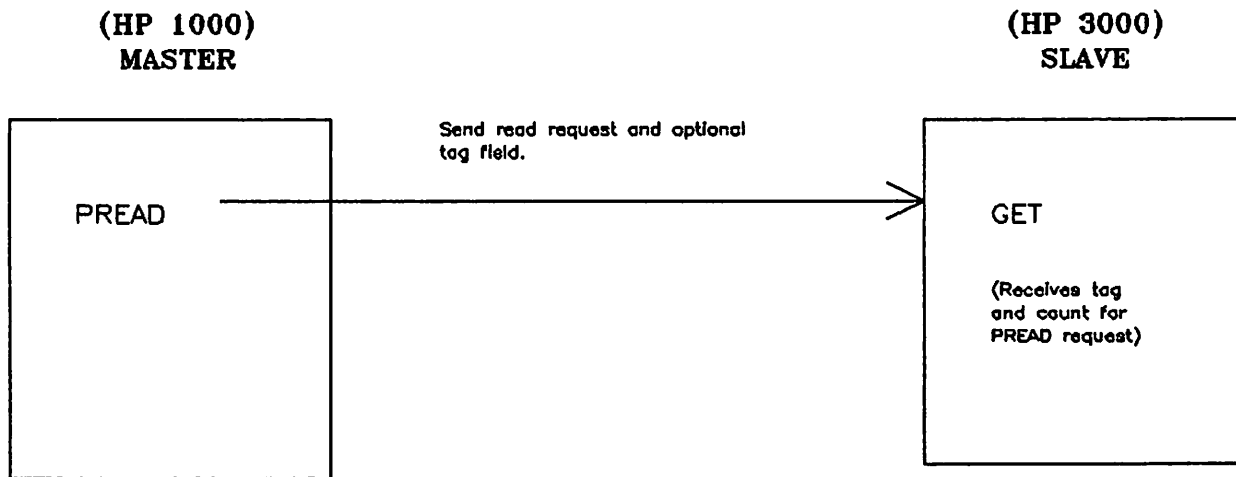 (HP 1000)
MASTER
(HP 3000)
SLAVE
Send read request and optional
tag field.
PREAD
GET
(Receives tag
and count for
PREAD request)